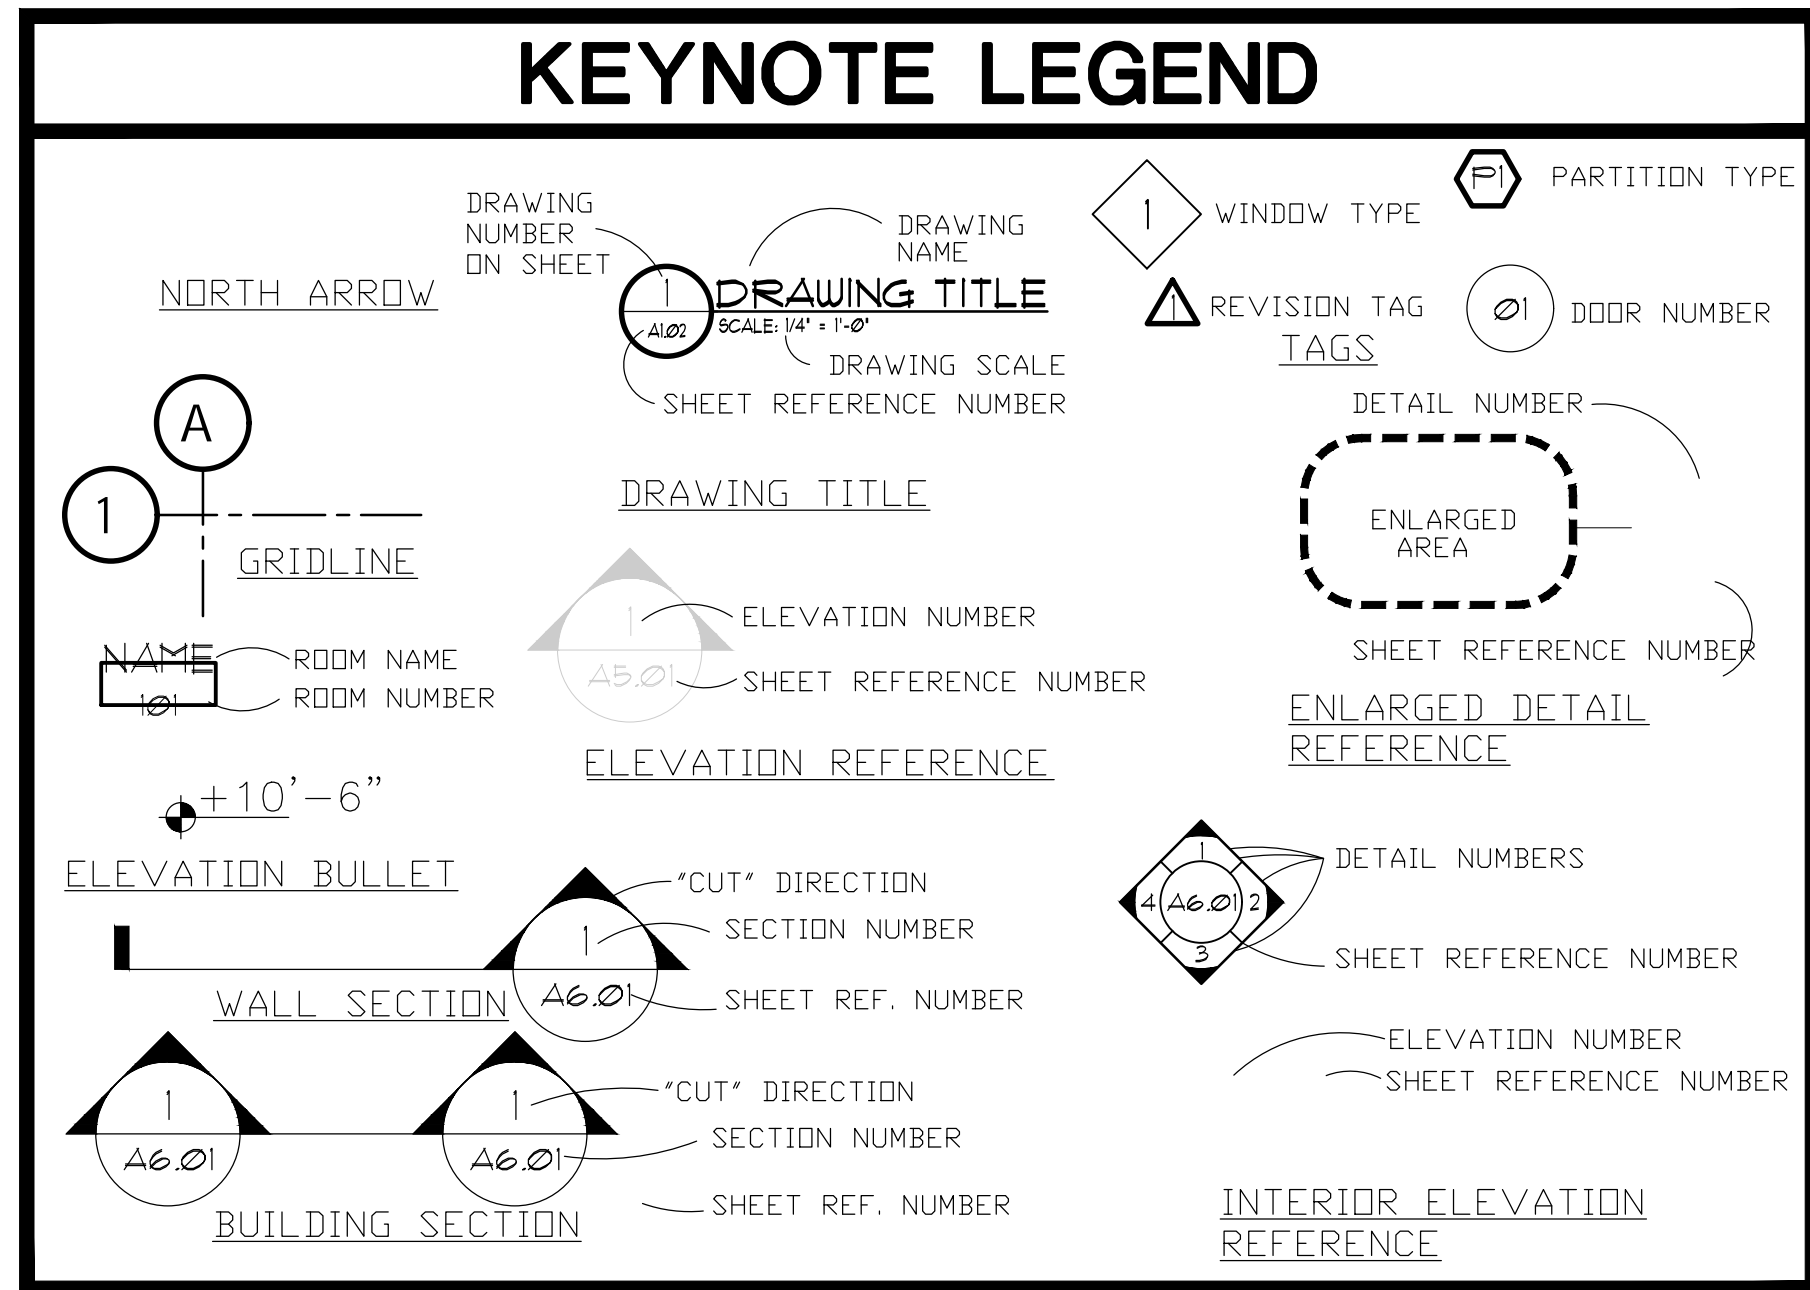 KEYNOTE LEGEND
NORTH ARROW
A
1
GRIDLINE
NAME
101
ROOM NAME
ROOM NUMBER
+10'-6"
ELEVATION BULLET
DRAWING
NUMBER
ON SHEET
DRAWING
NAME
1
A1.02
DRAWING TITLE
SCALE: 1/4" = 1'-0"
DRAWING SCALE
SHEET REFERENCE NUMBER
DRAWING TITLE
1
A5.01
ELEVATION NUMBER
SHEET REFERENCE NUMBER
ELEVATION REFERENCE
1
WINDOW TYPE
P1
PARTITION TYPE
1
REVISION TAG
01
DOOR NUMBER
TAGS
DETAIL NUMBER
ENLARGED
AREA
SHEET REFERENCE NUMBER
ENLARGED DETAIL
REFERENCE
1
A6.01
"CUT" DIRECTION
SECTION NUMBER
SHEET REF. NUMBER
WALL SECTION
1
A6.01
1
A6.01
"CUT" DIRECTION
SECTION NUMBER
SHEET REF. NUMBER
BUILDING SECTION
1
4
A6.01
2
3
DETAIL NUMBERS
SHEET REFERENCE NUMBER
ELEVATION NUMBER
SHEET REFERENCE NUMBER
INTERIOR ELEVATION
REFERENCE